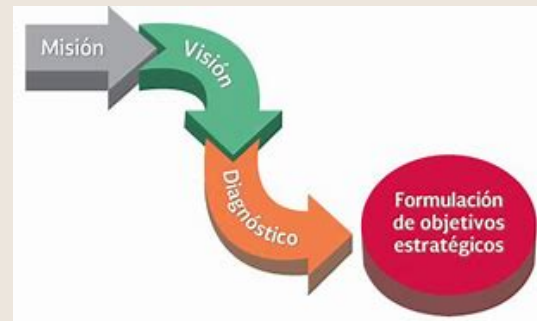 Misión
Visión
Diagnóstico
Formulación
de objetivos
estratégicos